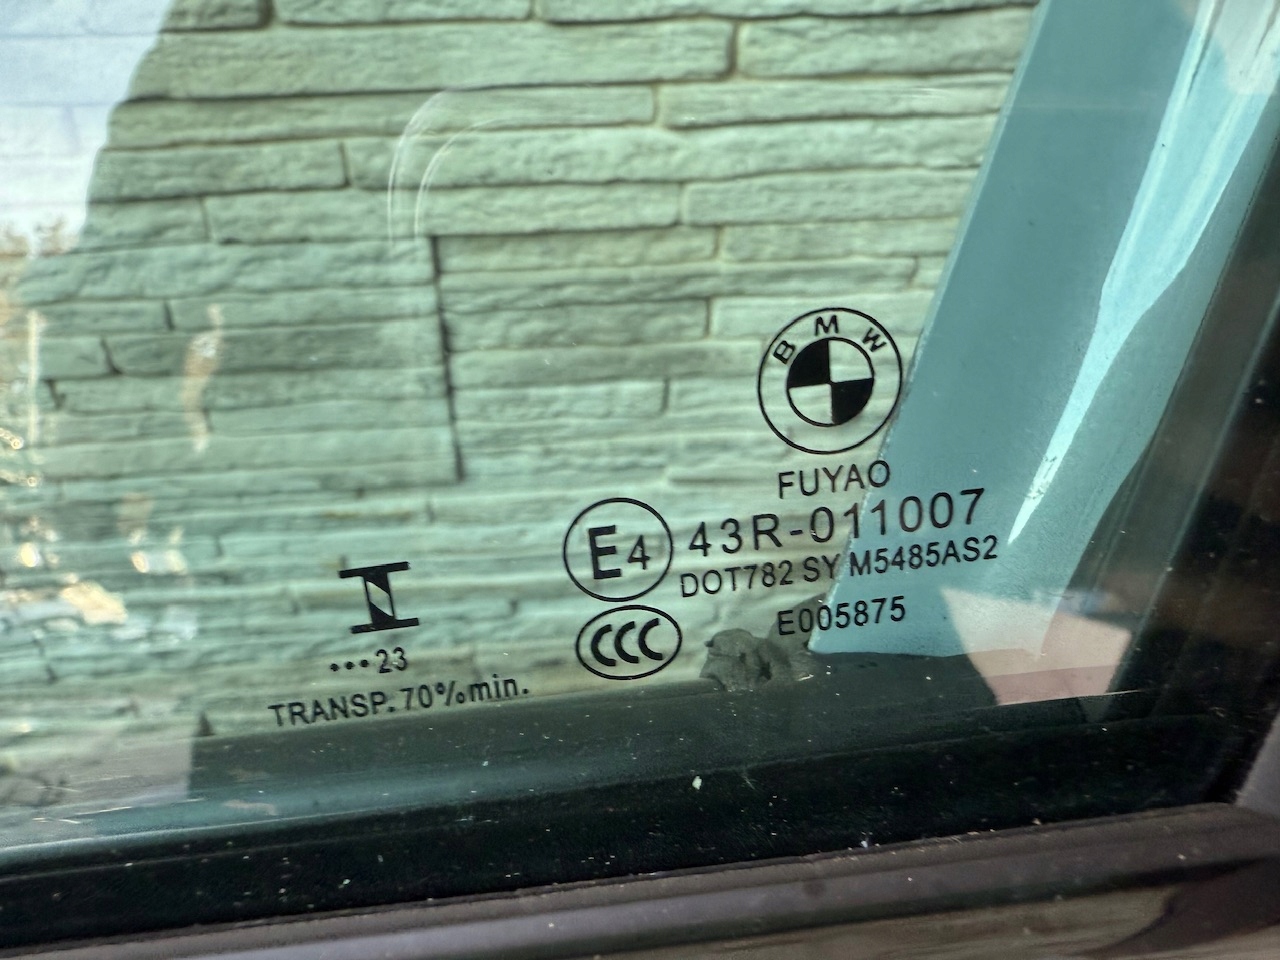 BMW
FUYAO
E4 43R-011007
DOT782 SY M5485AS2
CCC E005875
•••23
TRANSP. 70% min.